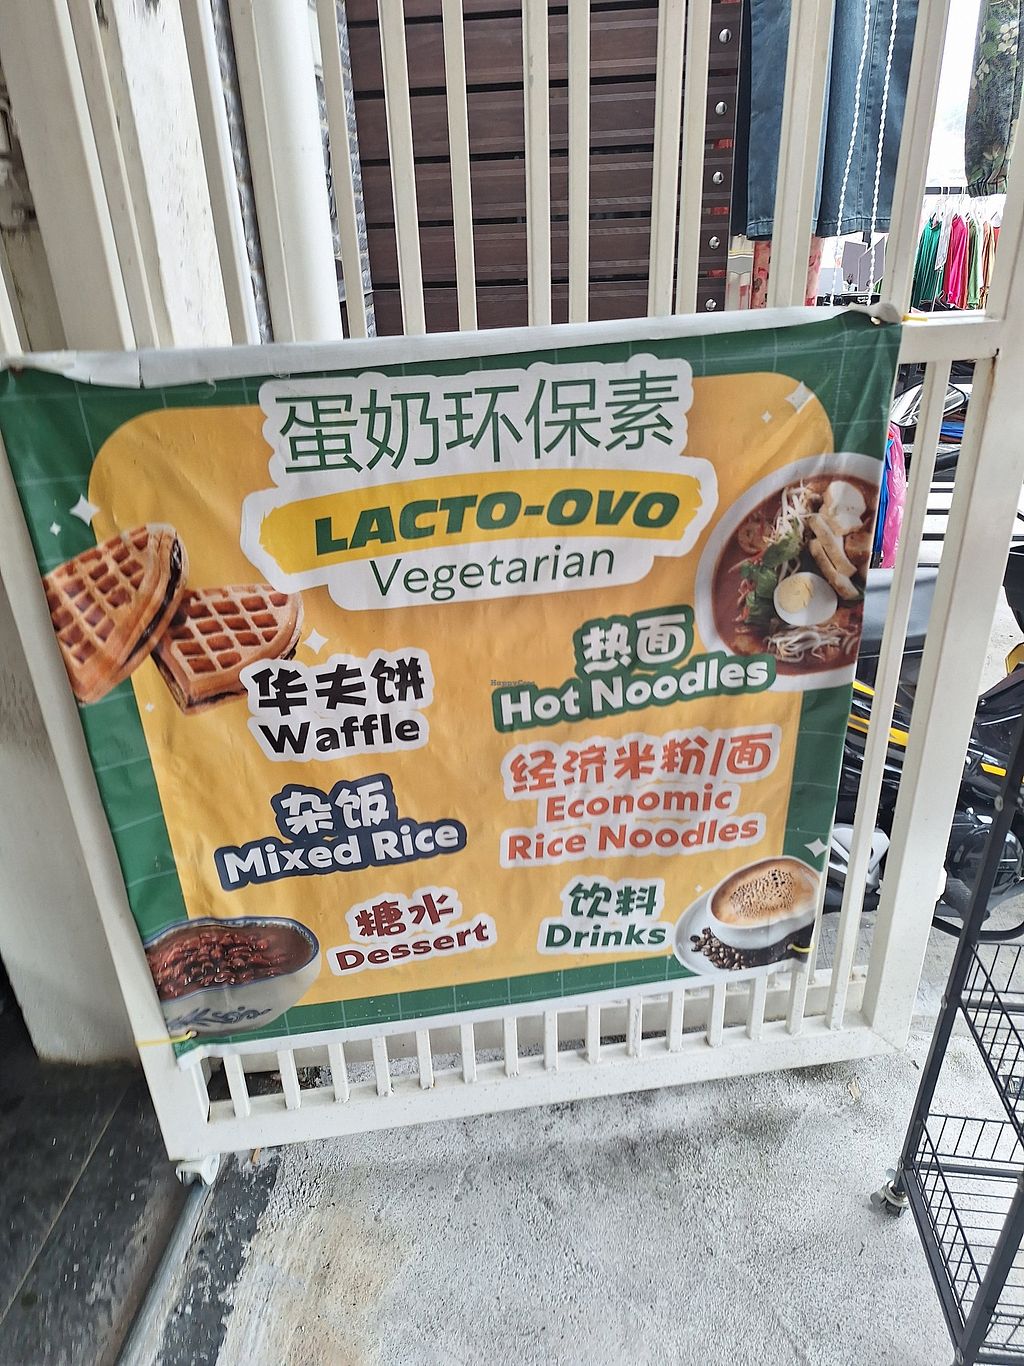 蛋奶环保素
LACTO-OVO
Vegetarian
热面
Hot Noodles
华夫饼
Waffle
经济米粉/面
Economic
Rice Noodles
杂饭
Mixed Rice
糖水
Dessert
饮料
Drinks
HappyCow